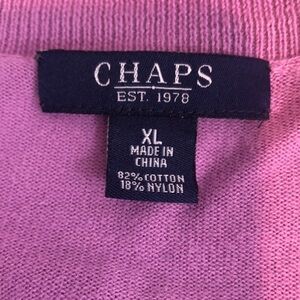 CHAPS
EST. 1978
XL
MADE IN
CHINA
82% COTTON
18% NYLON